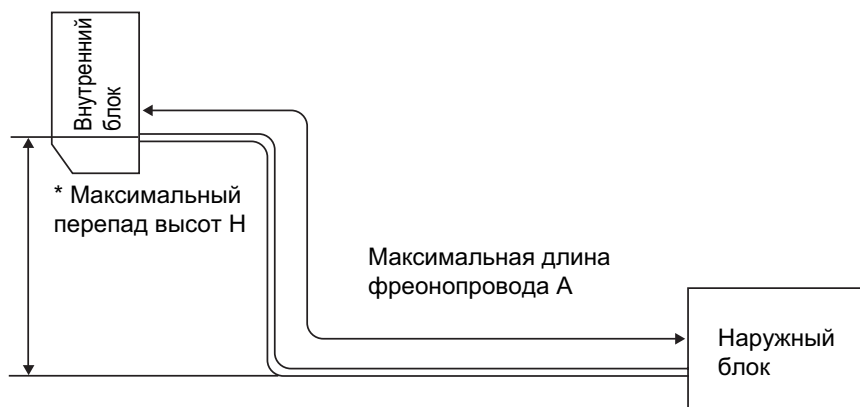 Внутренний
блок
* Максимальный
перепад высот Н
Максимальная длина
фреонопровода А
Наружный
блок